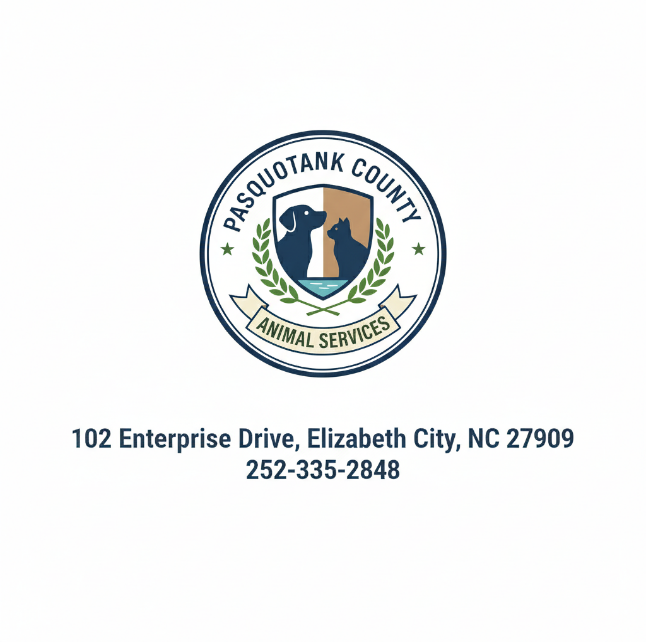 PASQUOTANK COUNTY
ANIMAL SERVICES
102 Enterprise Drive, Elizabeth City, NC 27909
252-335-2848